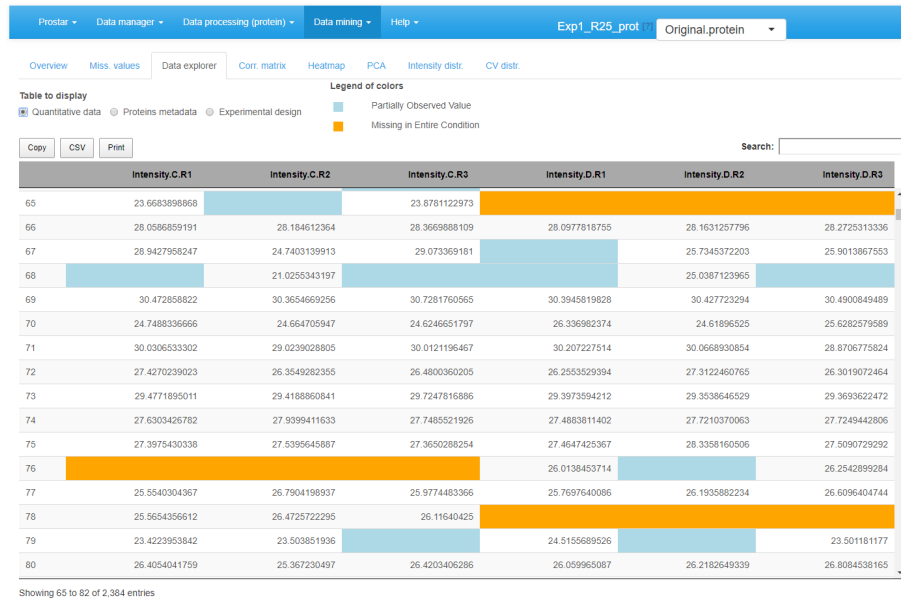 Prostar Data manager Data processing (protein) Data mining Help Exp1_R25_prot [?] Original.protein
Overview Miss. values Data explorer Corr. matrix Heatmap PCA Intensity distr. CV distr.
Legend of colors
Table to display
Quantitative data Proteins metadata Experimental design
Partially Observed Value
Missing in Entire Condition
Copy CSV Print Search:
Intensity.C.R1 Intensity.C.R2 Intensity.C.R3 Intensity.D.R1 Intensity.D.R2 Intensity.D.R3
65 23.6683898868 23.8781122973
66 28.0586859191 28.184612364 28.3669888109 28.0977818755 28.1631257796 28.2725313336
67 28.9427958247 24.7403139913 29.073369181 25.7345372203 25.9013867553
68 21.0255343197 25.0387123965
69 30.472858822 30.3654669256 30.7281760565 30.3945819828 30.427723294 30.4900849489
70 24.7488336666 24.664705947 24.6246651797 26.336982374 24.61896525 25.6282579589
71 30.0306533302 29.0239028805 30.0121196467 30.207227514 30.0668930854 28.8706775824
72 27.4270239023 26.3549282355 26.4800360205 26.2553529394 27.3122460765 26.3019072464
73 29.4771895011 29.4188860841 29.7247816886 29.3973594212 29.3538646529 29.3693622472
74 27.6303426782 27.9399411633 27.7485521926 27.4883811402 27.7210370063 27.7249442806
75 27.3975430338 27.5395645887 27.3650288254 27.4647425367 28.3358160506 27.5090729292
76 26.0138453714 26.2542899284
77 25.5540304367 26.7904198937 25.9774483366 25.7697640086 26.1935882234 26.6096404744
78 25.5654356612 26.4725722295 26.11640425
79 23.4223953842 23.503851936 24.5155689526 23.501181177
80 26.4054041759 25.367230497 26.4203406286 26.059965087 26.2182649339 26.8084538165
Showing 65 to 82 of 2,384 entries